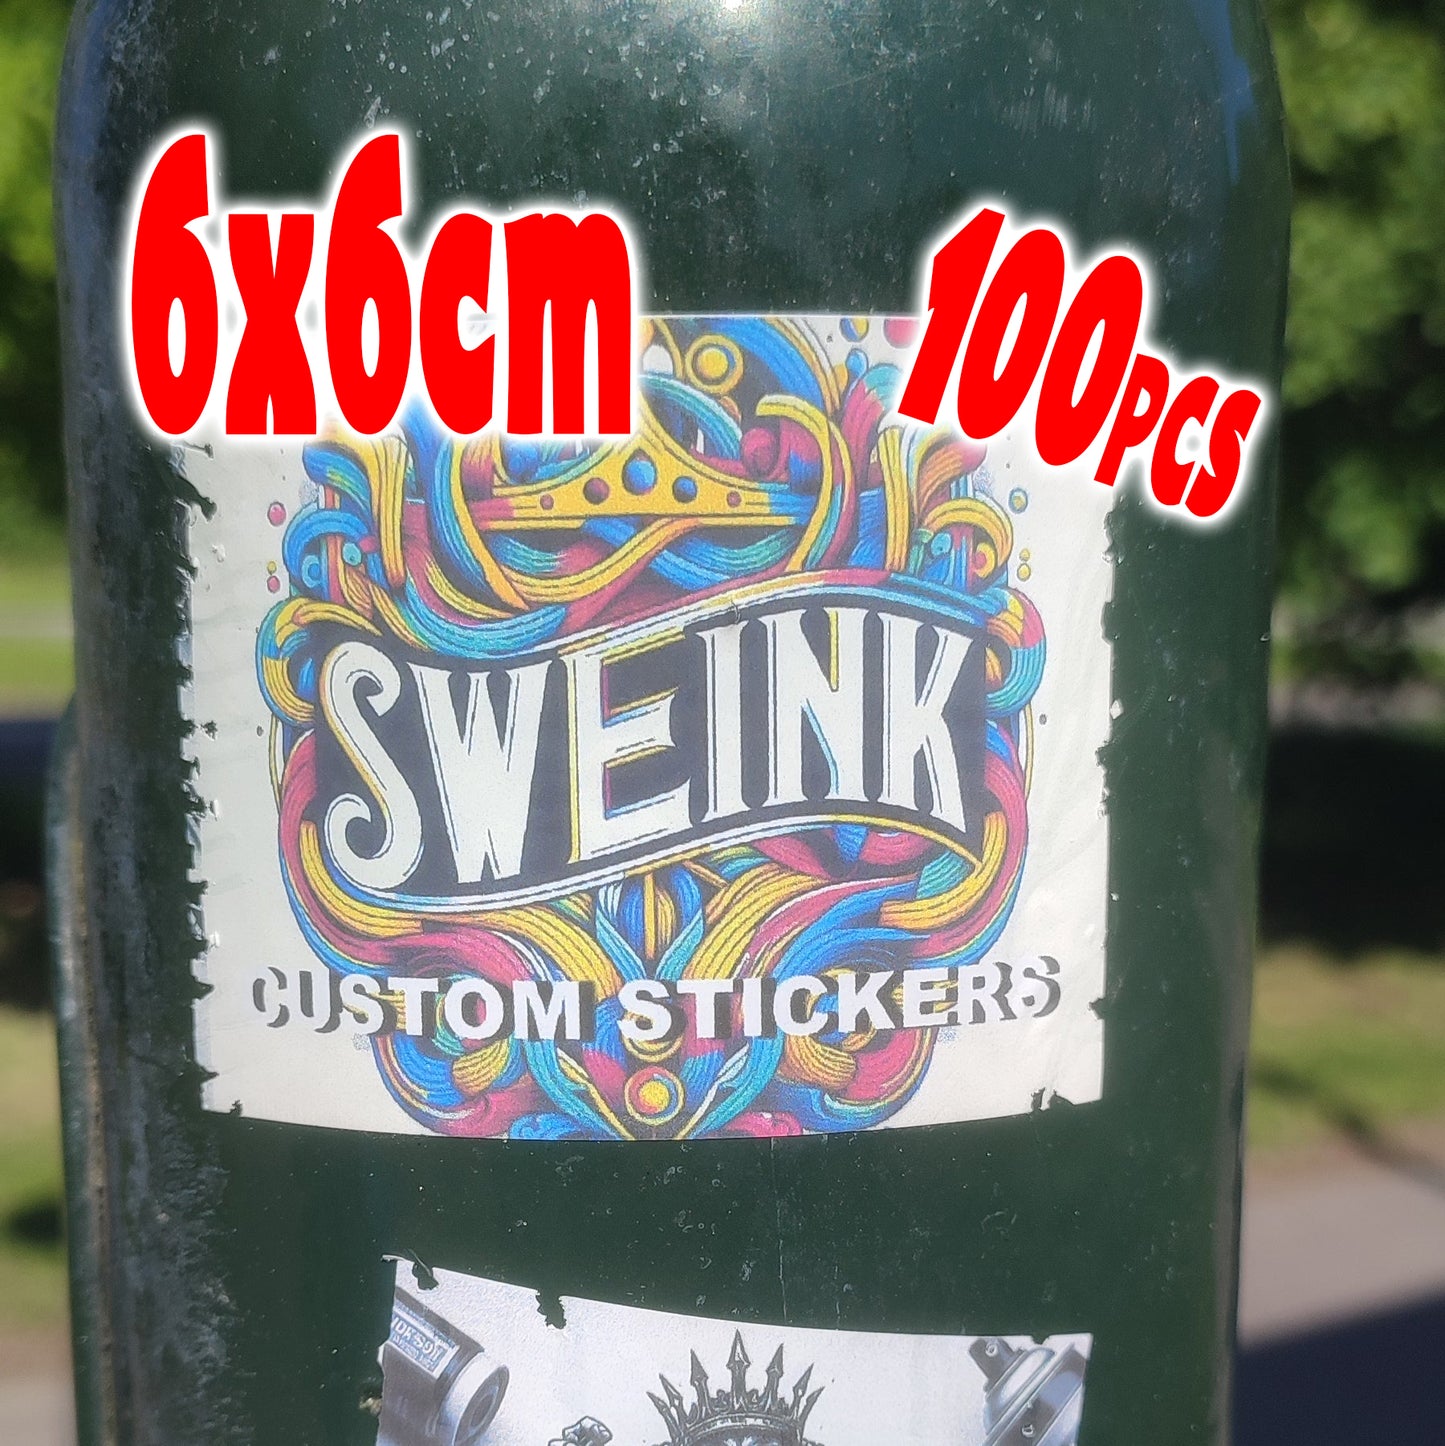 6x6cm
100PCS
SWEINK
CUSTOM STICKERS